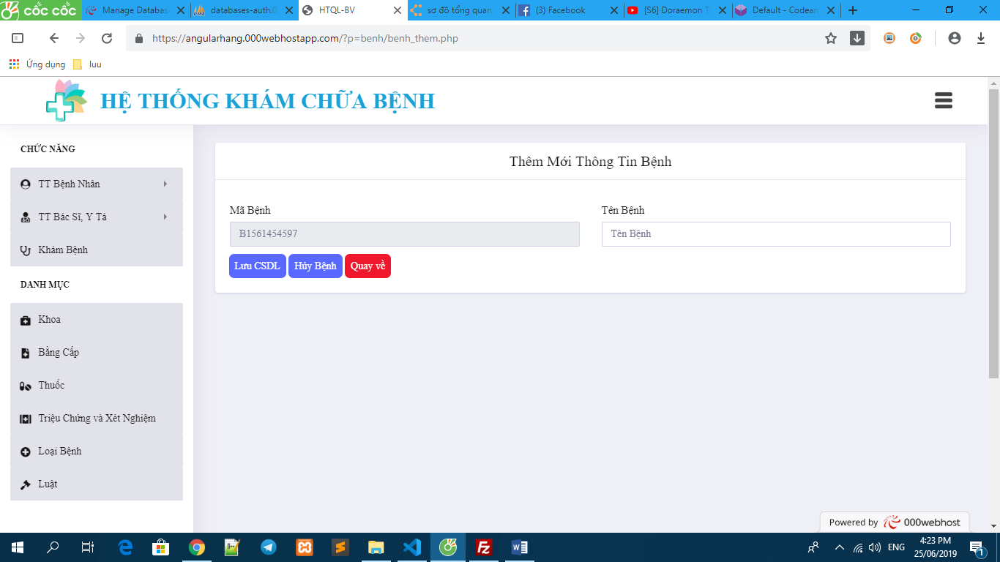 cốc cốc
Manage Databas
databases-auth.0
HTQL-BV
sơ đồ tổng quan
(3) Facebook
[S6] Doraemon T
Default - Codean
https://angularhang.000webhostapp.com/?p=benh/benh_them.php
Ứng dụng
luu
HỆ THỐNG KHÁM CHỮA BỆNH
CHỨC NĂNG
TT Bệnh Nhân
TT Bác Sĩ, Y Tá
Khám Bệnh
DANH MỤC
Khoa
Bằng Cấp
Thuốc
Triệu Chứng và Xét Nghiệm
Loại Bệnh
Luật
Thêm Mới Thông Tin Bệnh
Mã Bệnh
Tên Bệnh
B1561454597
Tên Bệnh
Lưu CSDL
Hủy Bệnh
Quay về
Powered by 000webhost
ENG
4:23 PM
25/06/2019
1